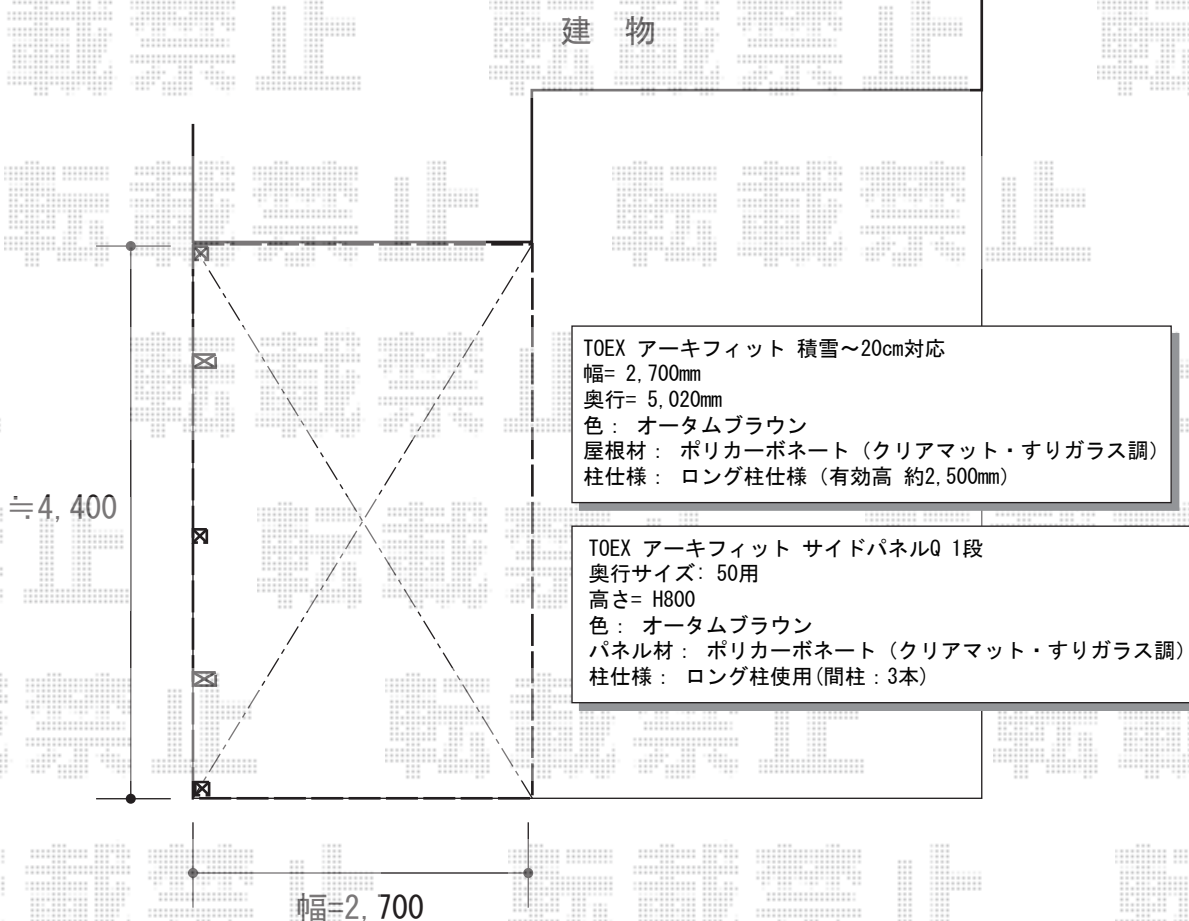 建 物
TOEX アーキフィット 積雪～20cm対応
幅= 2,700mm
奥行= 5,020mm
色： オータムブラウン
屋根材： ポリカーボネート（クリアマット・すりガラス調）
柱仕様： ロング柱仕様（有効高 約2,500mm）
≒4,400
TOEX アーキフィット サイドパネルQ 1段
奥行サイズ: 50用
高さ= H800
色： オータムブラウン
パネル材： ポリカーボネート（クリアマット・すりガラス調）
柱仕様： ロング柱使用(間柱：3本)
幅=2,700
転載禁止